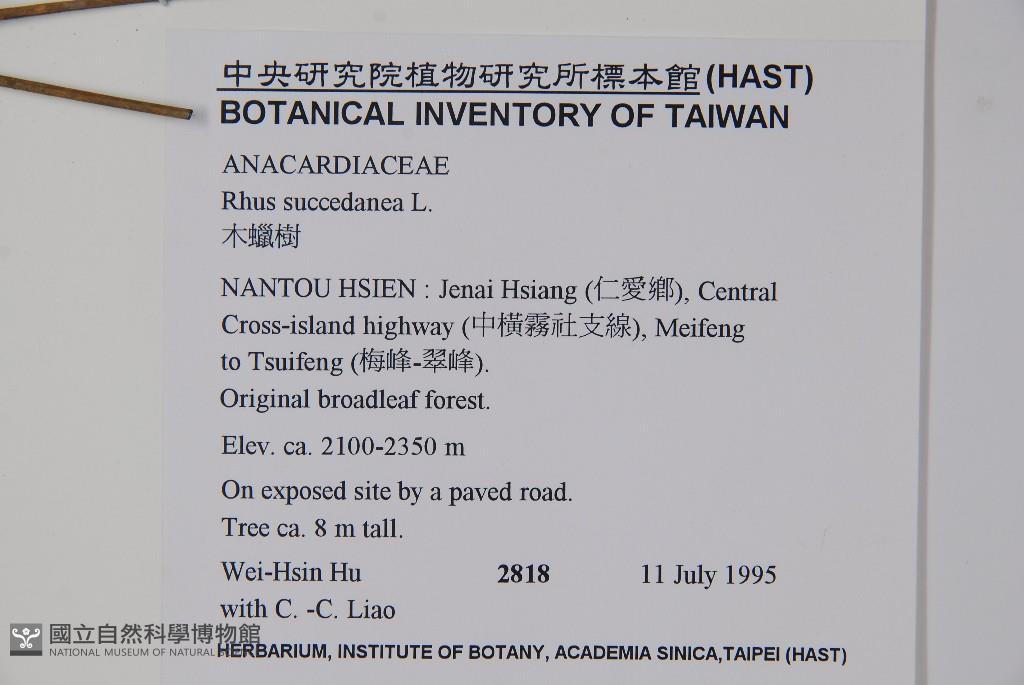 中央研究院植物研究所標本館(HAST)
BOTANICAL INVENTORY OF TAIWAN
ANACARDIACEAE
Rhus succedanea L.
木蠟樹
NANTOU HSIEN : Jenai Hsiang (仁愛鄉), Central
Cross-island highway (中橫霧社支線), Meifeng
to Tsuifeng (梅峰-翠峰).
Original broadleaf forest.
Elev. ca. 2100-2350 m
On exposed site by a paved road.
Tree ca. 8 m tall.
Wei-Hsin Hu 2818 11 July 1995
with C. -C. Liao
HERBARIUM, INSTITUTE OF BOTANY, ACADEMIA SINICA,TAIPEI (HAST)
國立自然科學博物館
NATIONAL MUSEUM OF NATURAL